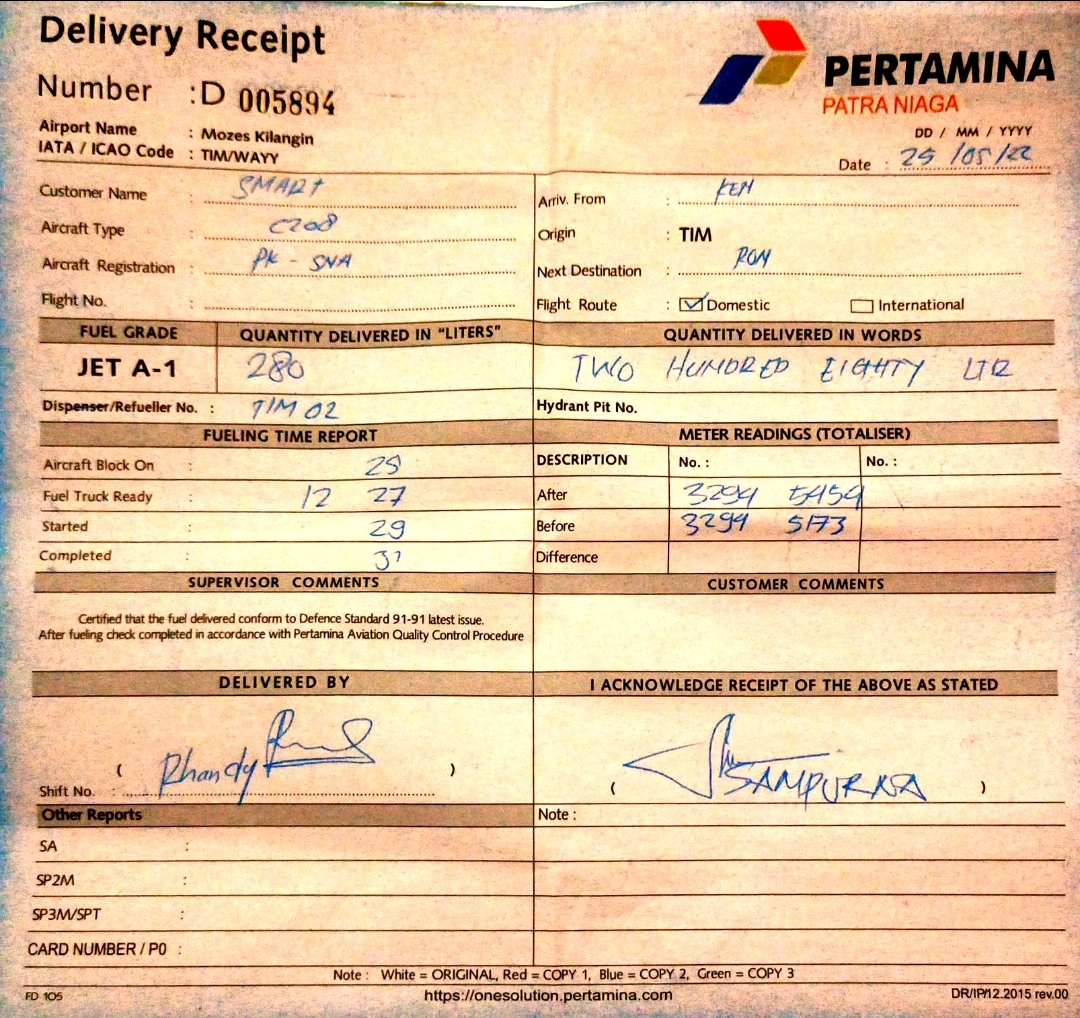 Delivery Receipt
Number : D 005894
PERTAMINA
PATRA NIAGA
Airport Name : Mozes Kilangin
IATA / ICAO Code : TIM/WAYY
DD / MM / YYYY
Date : 25 /05/22
Customer Name : SMART
Arriv. From :
Aircraft Type : C208
Origin : TIM
Aircraft Registration : PK - SNA
Next Destination :
Flight No. :
Flight Route : Domestic International
FUEL GRADE QUANTITY DELIVERED IN "LITERS" QUANTITY DELIVERED IN WORDS
JET A-1 280 TWO HUNDRED EIGHTY LTR
Dispenser/Refueller No. : TIM 02 Hydrant Pit No.
FUELING TIME REPORT METER READINGS (TOTALISER)
Aircraft Block On : 25 DESCRIPTION No. : No. :
Fuel Truck Ready : 12 27 After 3294 5454
Started : 29 Before 3294 5173
Completed : 31 Difference
SUPERVISOR COMMENTS CUSTOMER COMMENTS
Certified that the fuel delivered conform to Defence Standard 91-91 latest issue.
After fueling check completed in accordance with Pertamina Aviation Quality Control Procedure
DELIVERED BY I ACKNOWLEDGE RECEIPT OF THE ABOVE AS STATED
( Rhandy ) ( SAMPURNA )
Shift No. :
Other Reports Note :
SA :
SP2M :
SP3M/SPT :
CARD NUMBER / P0 :
Note : White = ORIGINAL, Red = COPY 1, Blue = COPY 2, Green = COPY 3
FD 105 https://onesolution.pertamina.com DR/IP/12.2015 rev.00